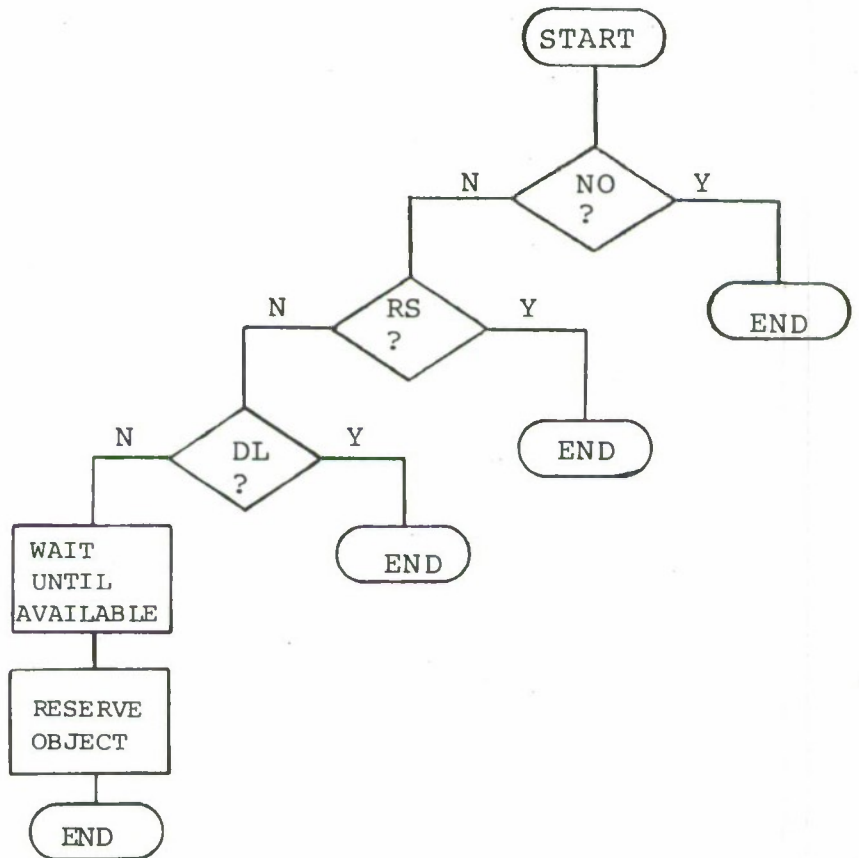 START
N
NO
Y
?
END
N
RS
Y
?
N
DL
Y
END
?
WAIT
END
UNTIL
AVAILABLE
RESERVE
OBJECT
END